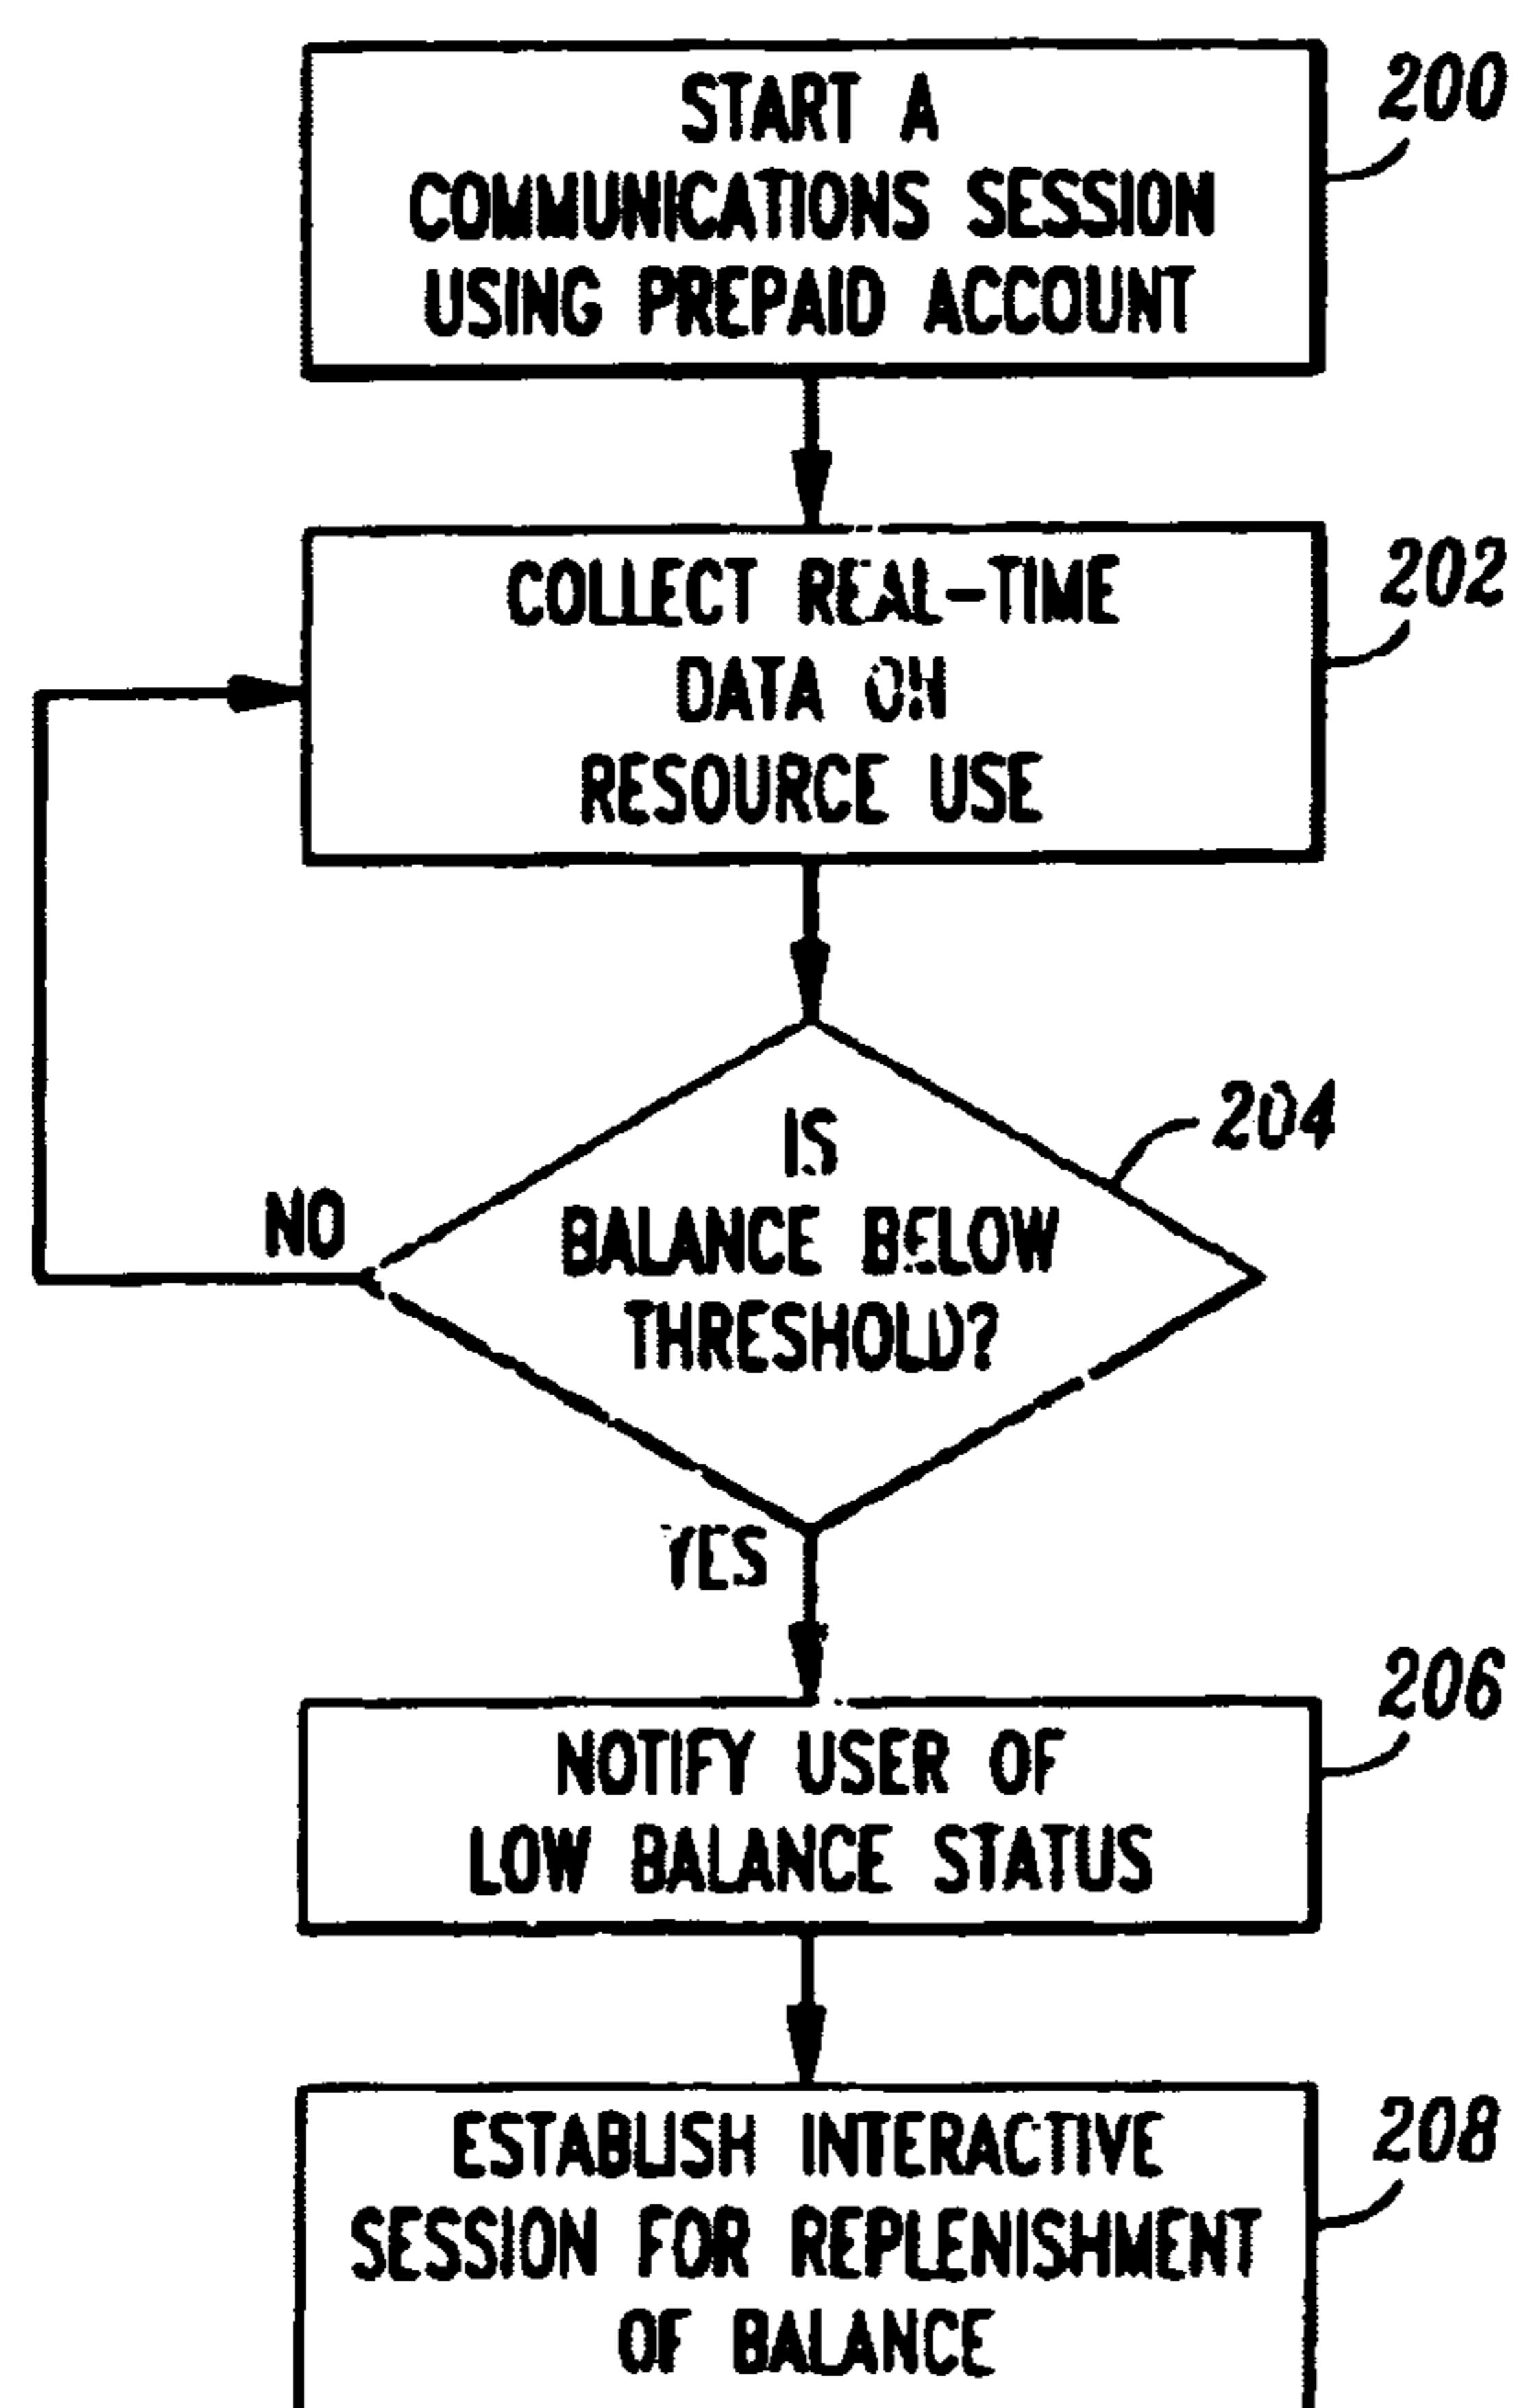 START A
COMMUNICATIONS SESSION
USING PREPAID ACCOUNT
200
COLLECT REAL-TIME
DATA ON
RESOURCE USE
202
IS
BALANCE BELOW
THRESHOLD?
204
NO
YES
NOTIFY USER OF
LOW BALANCE STATUS
206
ESTABLISH INTERACTIVE
SESSION FOR REPLENISHMENT
OF BALANCE
208